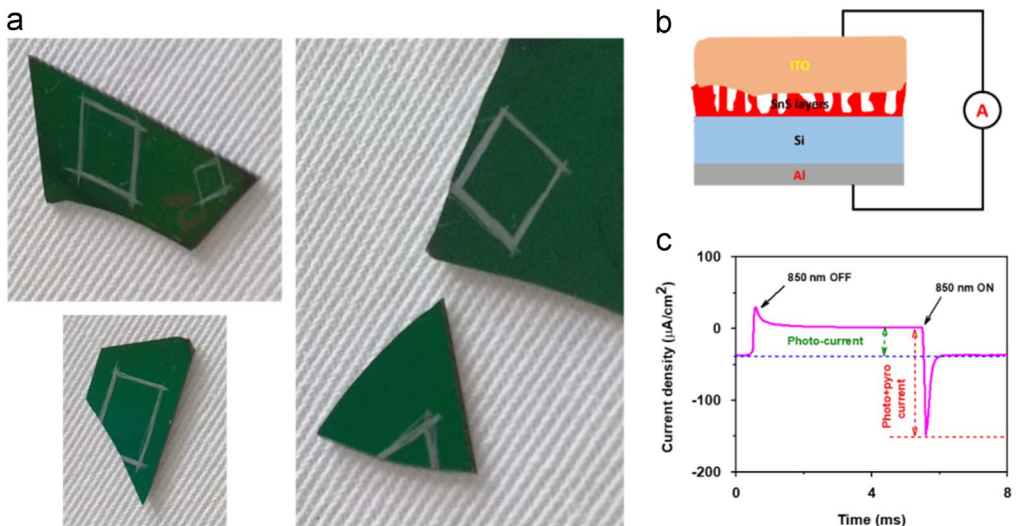 a
b
ITO
SnS layers
Si
Al
A
c
100
0
-100
-200
Current density (µA/cm²)
850 nm OFF
850 nm ON
Photo-current
Photo+pyro
current
0
4
8
Time (ms)